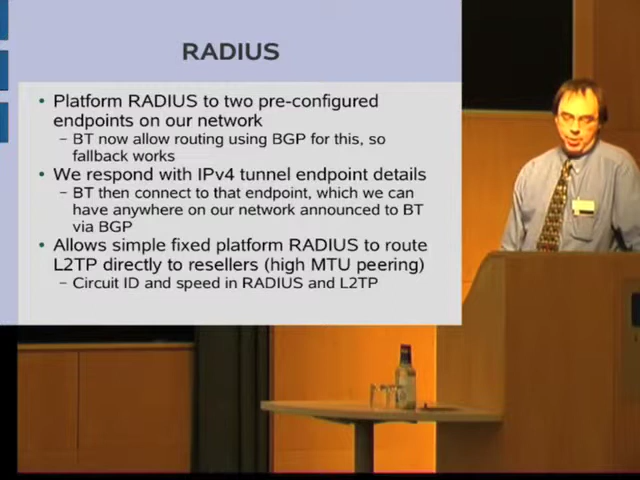 RADIUS
• Platform RADIUS to two pre-configured
endpoints on our network
– BT now allow routing using BGP for this, so
fallback works
• We respond with IPv4 tunnel endpoint details
– BT then connect to that endpoint, which we can
have anywhere on our network announced to BT
via BGP
• Allows simple fixed platform RADIUS to route
L2TP directly to resellers (high MTU peering)
– Circuit ID and speed in RADIUS and L2TP